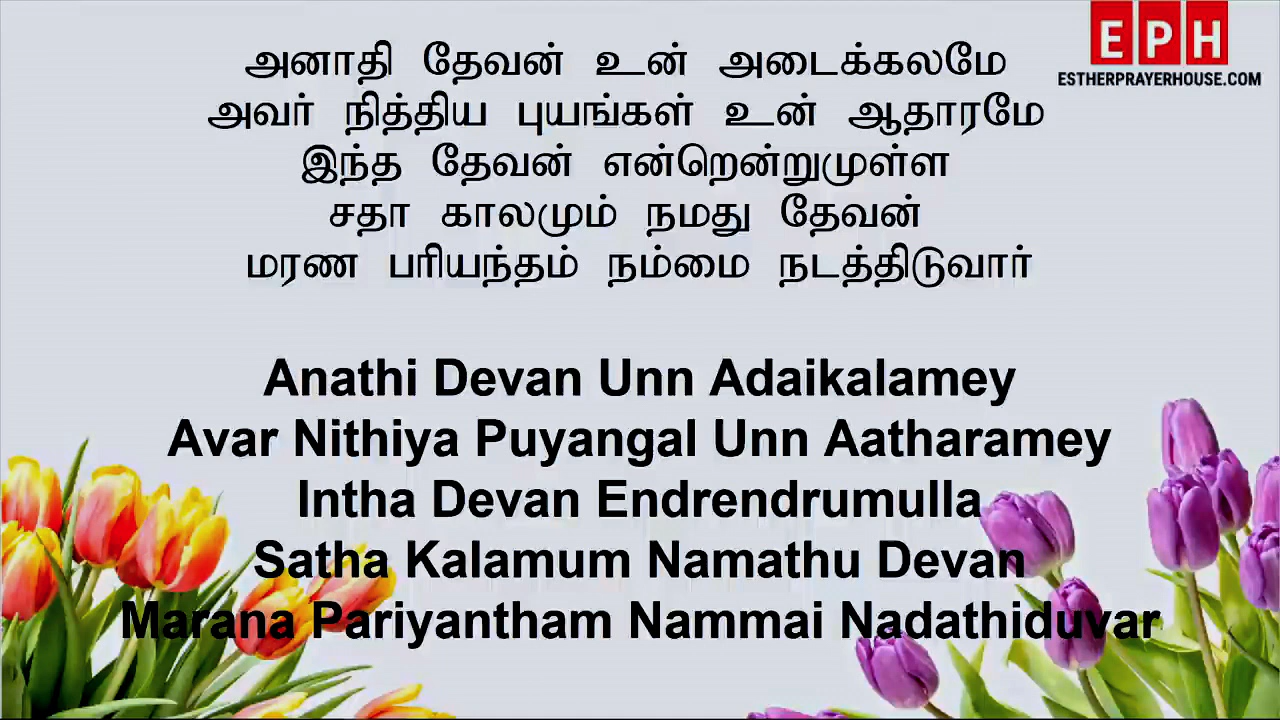 EPH
ESTHERPRAYERHOUSE.COM
அனாதி தேவன் உன் அடைக்கலமே
அவர் நித்திய புயங்கள் உன் ஆதாரமே
இந்த தேவன் என்றென்றுமுள்ள
சதா காலமும் நமது தேவன்
மரண பரியந்தம் நம்மை நடத்திடுவார்
Anathi Devan Unn Adaikalamey
Avar Nithiya Puyangal Unn Aatharamey
Intha Devan Endrendrumulla
Satha Kalamum Namathu Devan
Marana Pariyantham Nammai Nadathiduvar